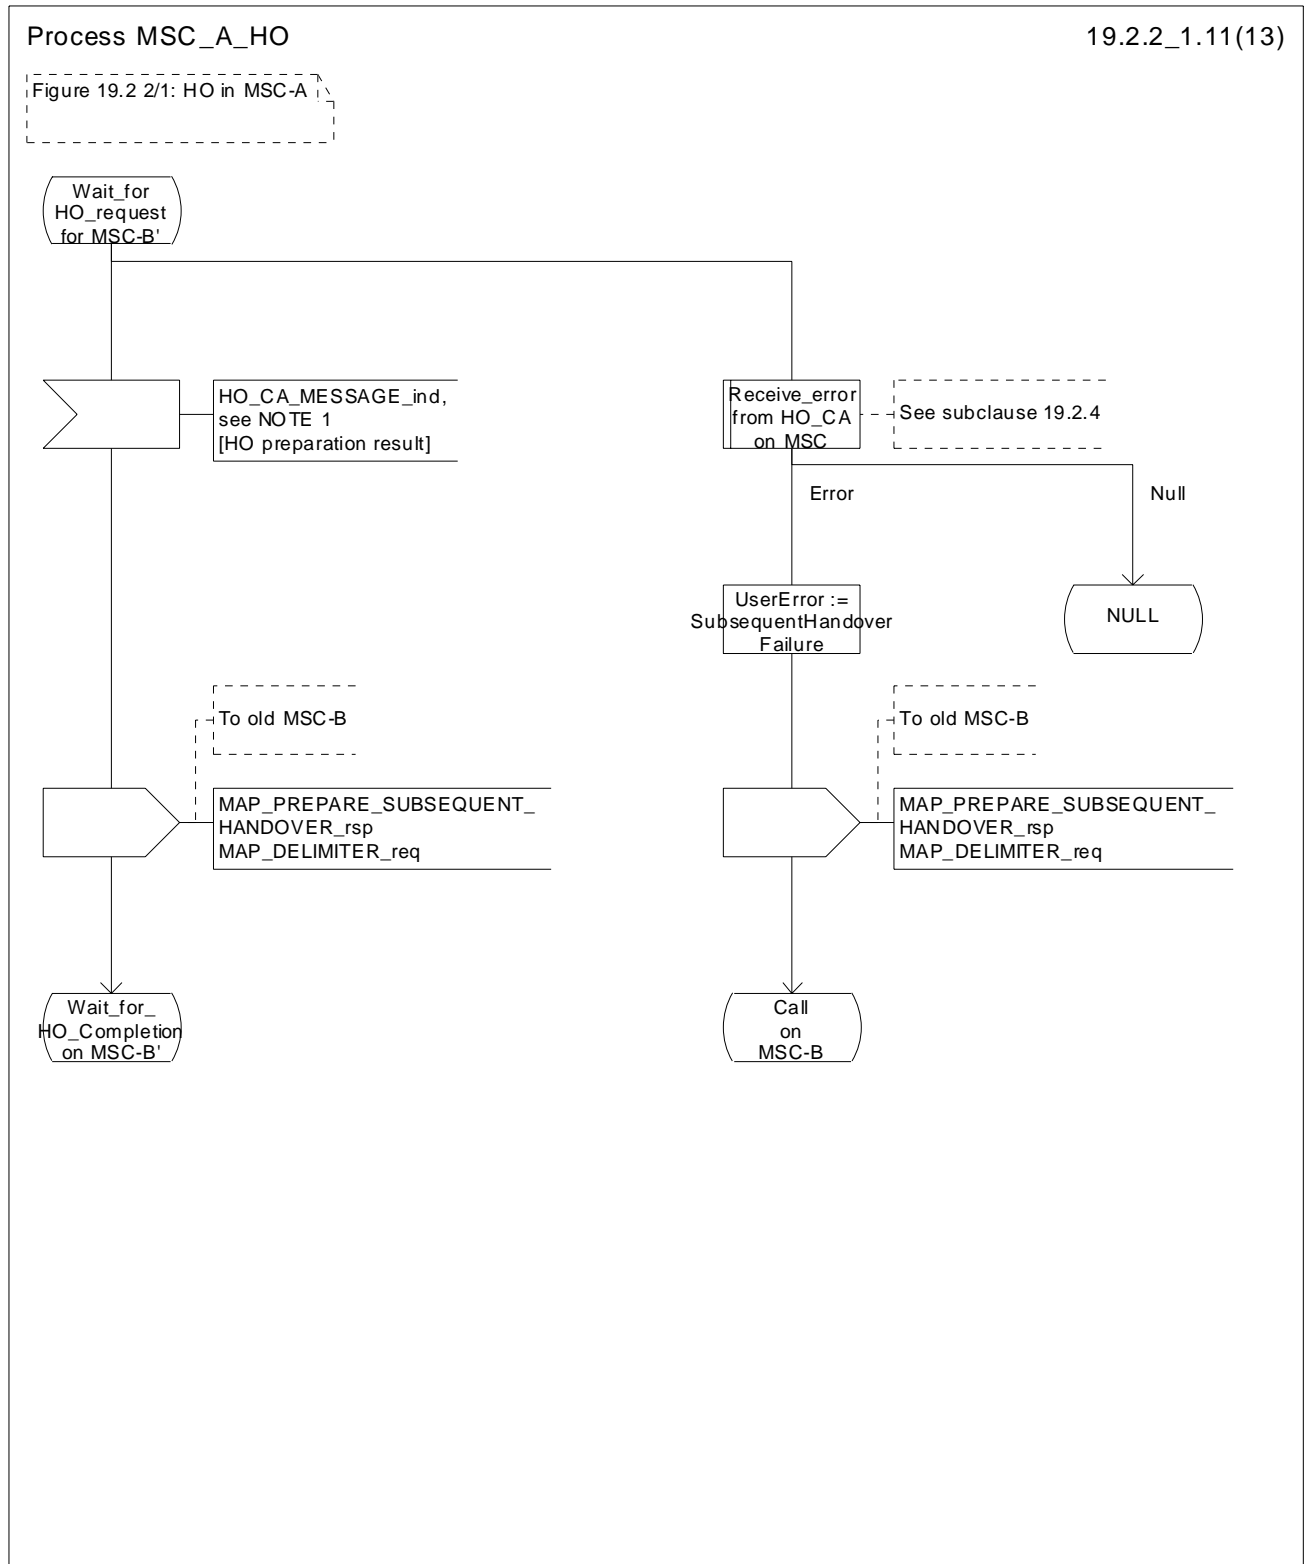 Process MSC_A_HO
19.2.2_1.11(13)
Figure 19.2 2/1: HO in MSC-A
Wait_for
HO_request
for MSC-B'
HO_CA_MESSAGE_ind,
see NOTE 1
[HO preparation result]
Receive_error
from HO_CA
on MSC
See subclause 19.2.4
Error
Null
UserError :=
SubsequentHandover
Failure
NULL
To old MSC-B
To old MSC-B
MAP_PREPARE_SUBSEQUENT_
HANDOVER_rsp
MAP_DELIMITER_req
MAP_PREPARE_SUBSEQUENT_
HANDOVER_rsp
MAP_DELIMITER_req
Wait_for_
HO_Completion
on MSC-B'
Call
on
MSC-B